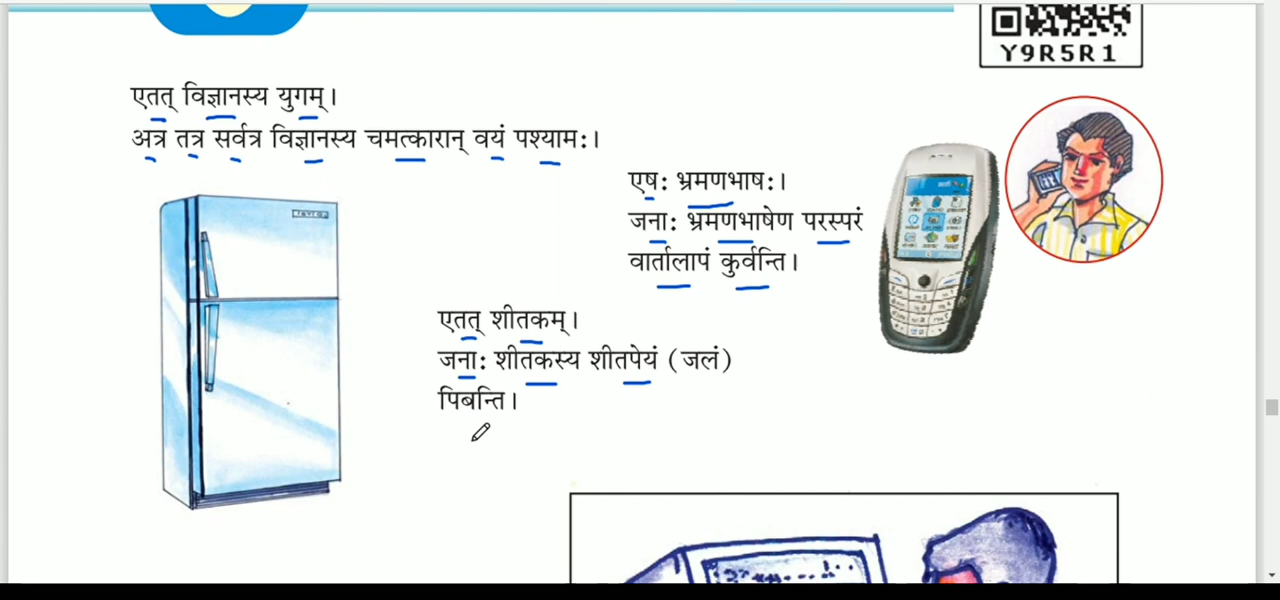 Y9R5R1
एतत् विज्ञानस्य युगम्।
अत्र तत्र सर्वत्र विज्ञानस्य चमत्कारान् वयं पश्यामः।
एषः भ्रमणभाषः।
जनाः भ्रमणभाषेण परस्परं
वार्तालापं कुर्वन्ति।
एतत् शीतकम्।
जनाः शीतकस्य शीतपेयं (जलं)
पिबन्ति।